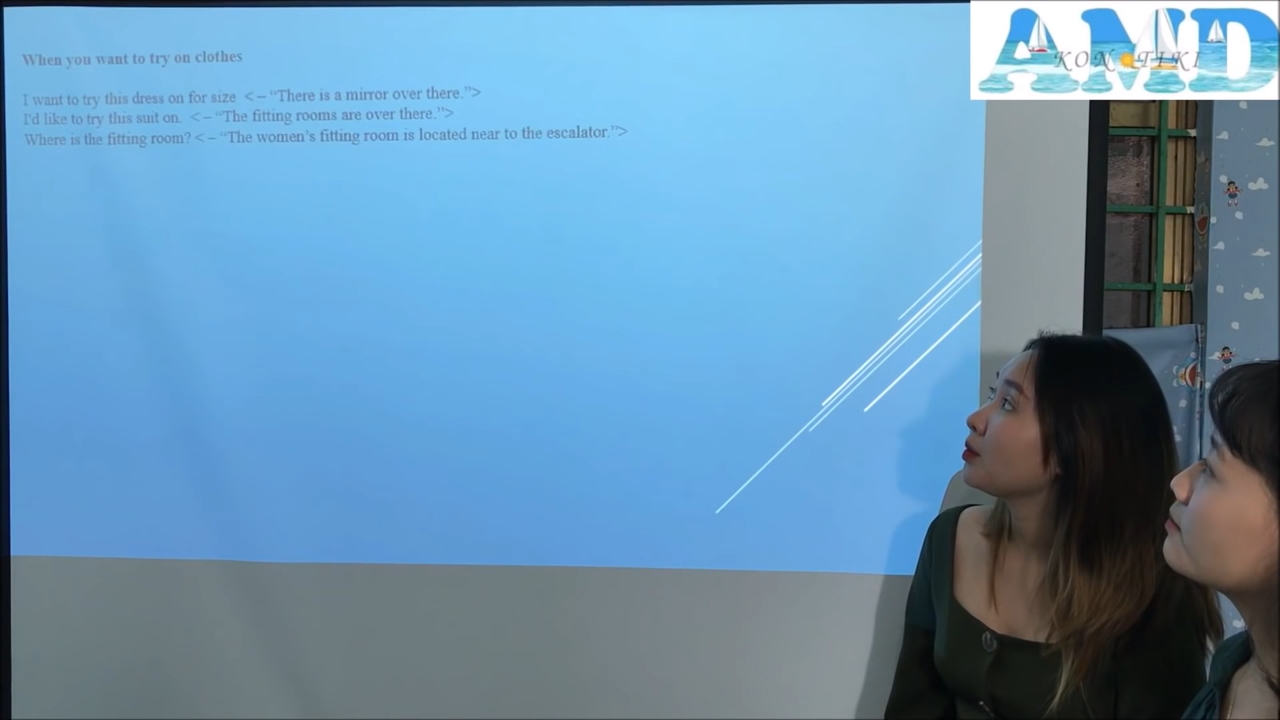 When you want to try on clothes
I want to try this dress on for size <– “There is a mirror over there.”>
I'd like to try this suit on. <– “The fitting rooms are over there.”>
Where is the fitting room? <– “The women’s fitting room is located near to the escalator.”>
AMD
KON TIKI